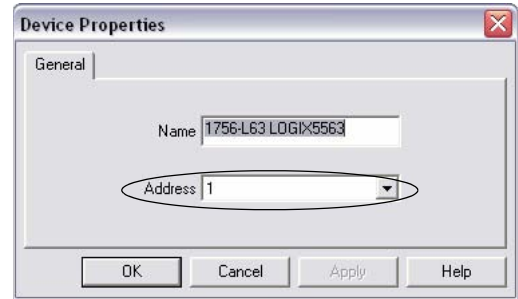 Device Properties
General
Name 1756-L63 LOGIX5563
Address 1
OK Cancel Apply Help